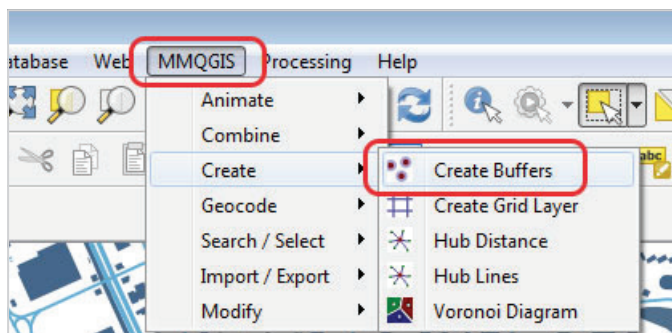 atabase Web MMQGIS Processing Help
Animate
Combine
Create
Create Buffers
Geocode
Create Grid Layer
Search / Select
Hub Distance
Import / Export
Hub Lines
Modify
Voronoi Diagram
abc